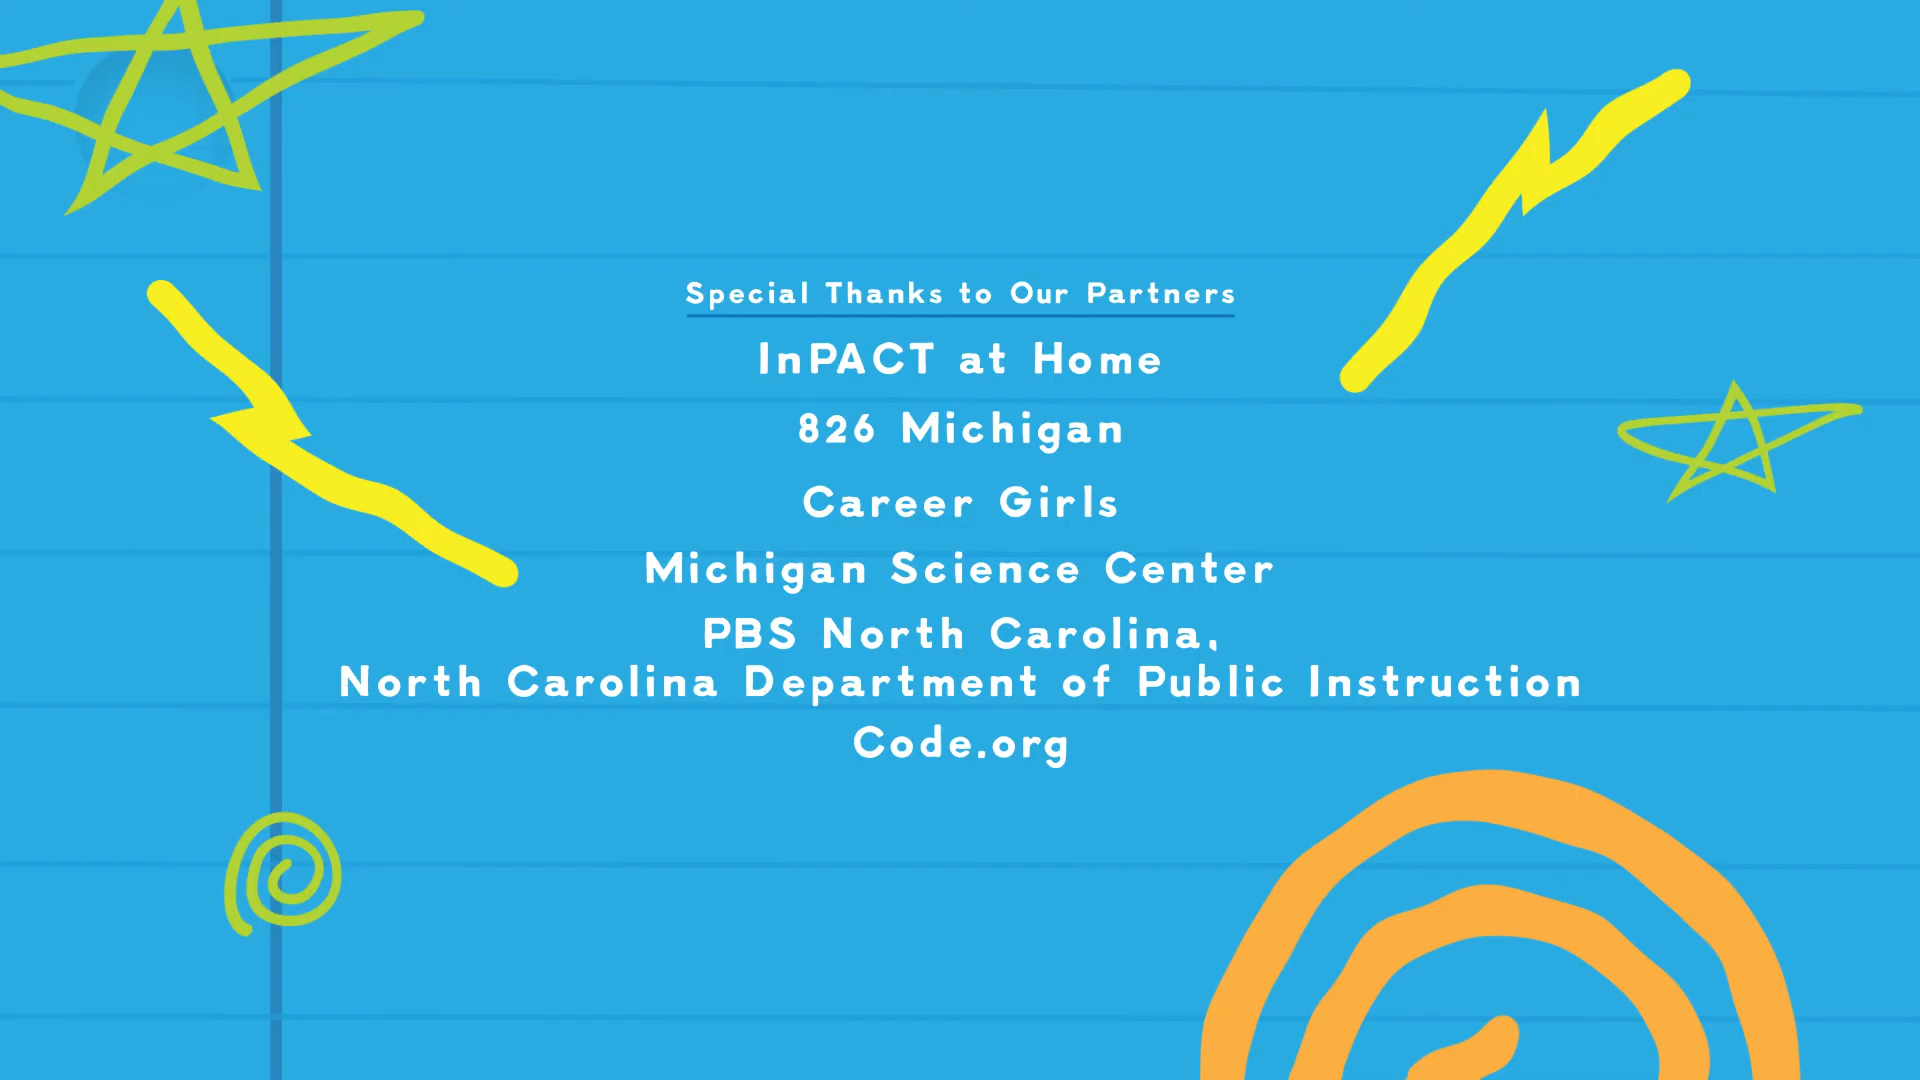 Special Thanks to Our Partners
InPACT at Home
826 Michigan
Career Girls
Michigan Science Center
PBS North Carolina,
North Carolina Department of Public Instruction
Code.org